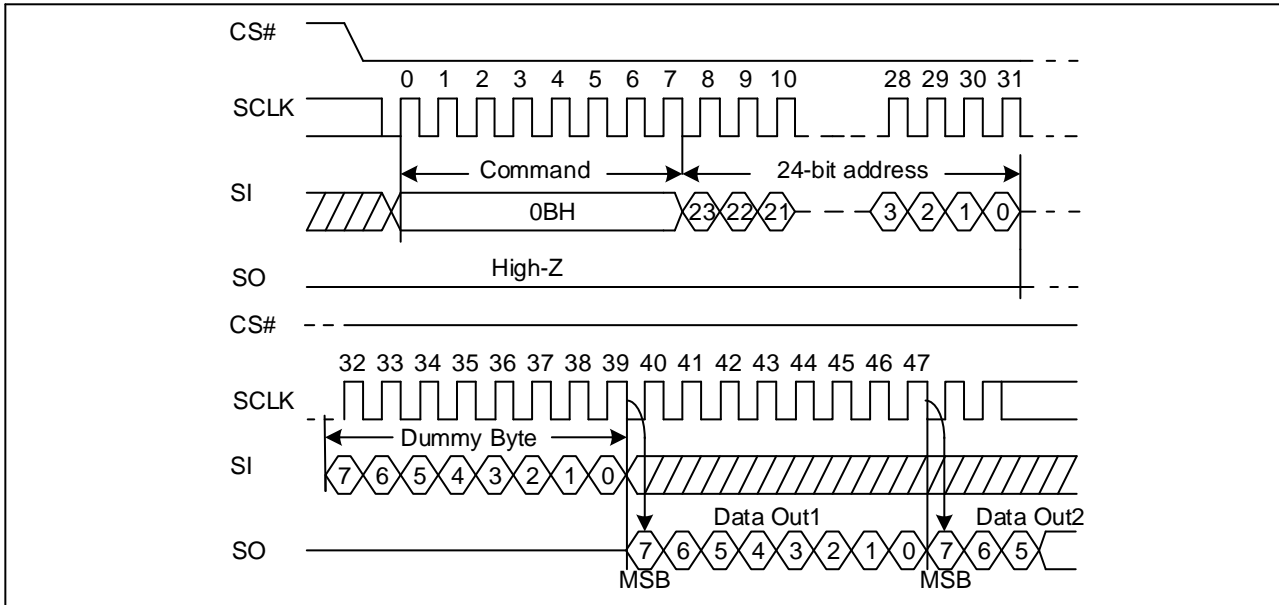 CS#
0 1 2 3 4 5 6 7 8 9 10 28 29 30 31
SCLK
Command 24-bit address
SI
0BH 23 22 21 3 2 1 0
High-Z
SO
CS#
32 33 34 35 36 37 38 39 40 41 42 43 44 45 46 47
SCLK
Dummy Byte
SI
7 6 5 4 3 2 1 0
Data Out1 Data Out2
SO
7 6 5 4 3 2 1 0 7 6 5
MSB MSB